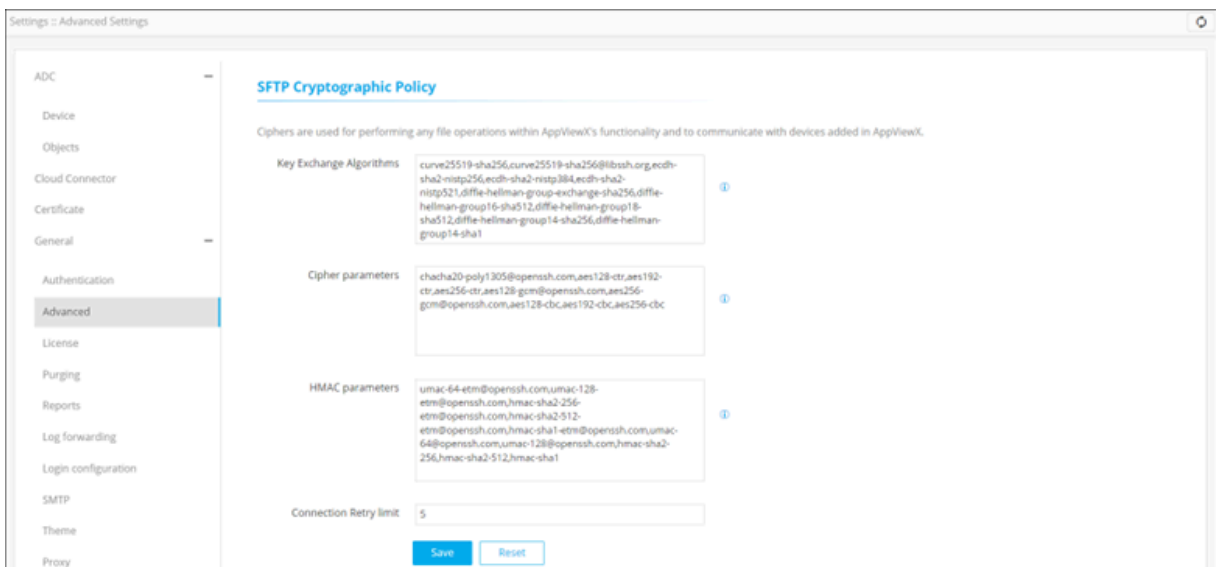 Settings :: Advanced Settings
ADC
Device
Objects
Cloud Connector
Certificate
General
Authentication
Advanced
License
Purging
Reports
Log forwarding
Login configuration
SMTP
Theme
Proxy
SFTP Cryptographic Policy
Ciphers are used for performing any file operations within AppViewX's functionality and to communicate with devices added in AppViewX.
Key Exchange Algorithms
curve25519-sha256,curve25519-sha256@libssh.org,ecdh-
sha2-nistp256,ecdh-sha2-nistp384,ecdh-sha2-
nistp521,diffie-hellman-group-exchange-sha256,diffie-
hellman-group16-sha512,diffie-hellman-group18-
sha512,diffie-hellman-group14-sha256,diffie-hellman-
group14-sha1
Cipher parameters
chacha20-poly1305@openssh.com,aes128-ctr,aes192-
ctr,aes256-ctr,aes128-gcm@openssh.com,aes256-
gcm@openssh.com,aes128-cbc,aes192-cbc,aes256-cbc
HMAC parameters
umac-64-etm@openssh.com,umac-128-
etm@openssh.com,hmac-sha2-256-
etm@openssh.com,hmac-sha2-512-
etm@openssh.com,hmac-sha1-etm@openssh.com,umac-
64@openssh.com,umac-128@openssh.com,hmac-sha2-
256,hmac-sha2-512,hmac-sha1
Connection Retry limit
5
Save
Reset